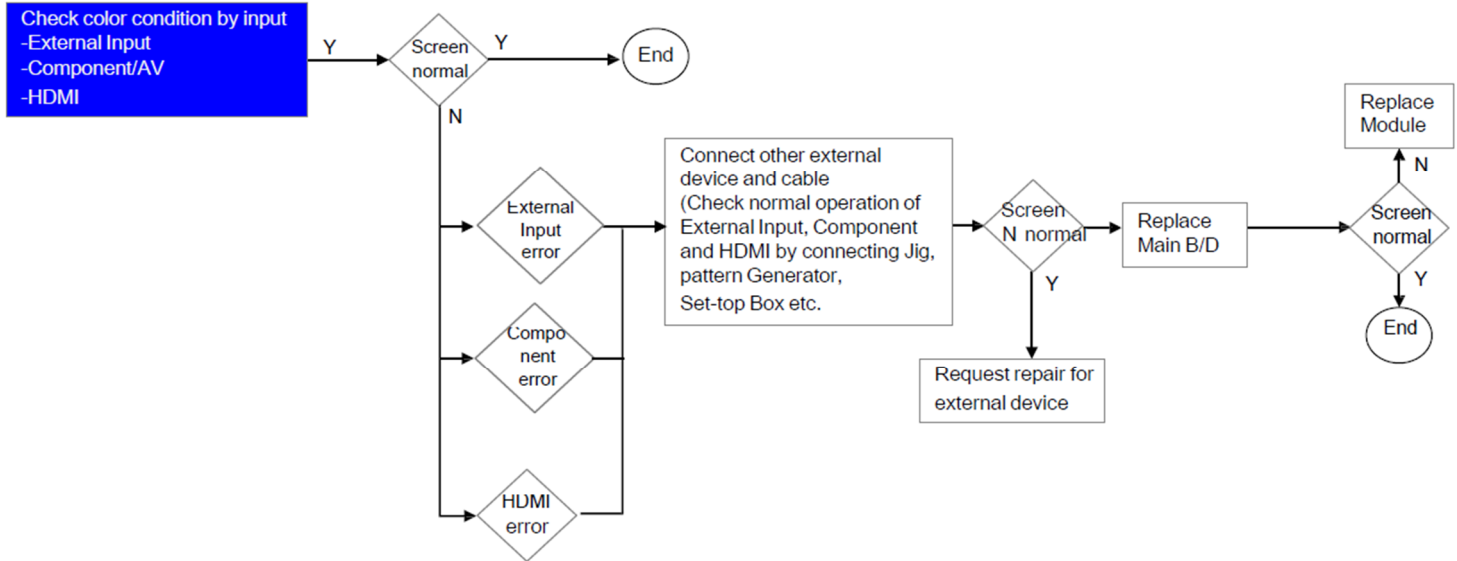 Check color condition by input
-External Input
-Component/AV
-HDMI
Y
Screen
normal
Y
End
N
External
Input
error
Compo
nent
error
HDMI
error
Connect other external
device and cable
(Check normal operation of
External Input, Component
and HDMI by connecting Jig,
pattern Generator,
Set-top Box etc.
Screen
N normal
Y
Request repair for
external device
Replace
Main B/D
Screen
normal
N
Replace
Module
Y
End